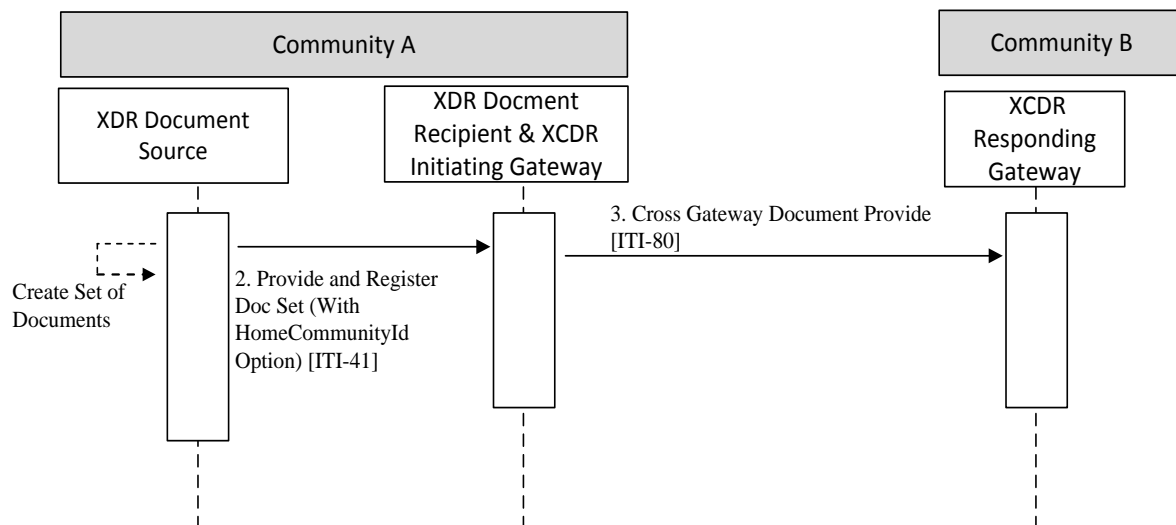 Community A
Community B
XDR Document
Source
XDR Docment
Recipient & XCDR
Initiating Gateway
XCDR
Responding
Gateway
3. Cross Gateway Document Provide
[ITI-80]
2. Provide and Register
Doc Set (With
HomeCommunityId
Option) [ITI-41]
Create Set of
Documents